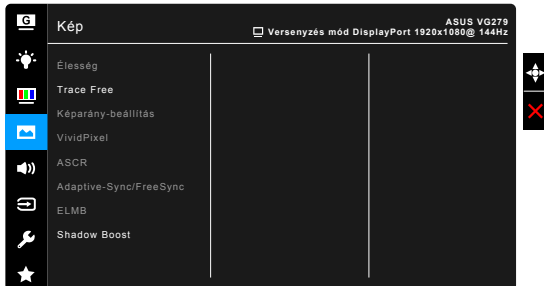 G
Kép
ASUS VG279
Versenyzés mód DisplayPort 1920x1080@ 144Hz
Élesség
Trace Free
Képarány-beállítás
VividPixel
ASCR
Adaptive-Sync/FreeSync
ELMB
Shadow Boost